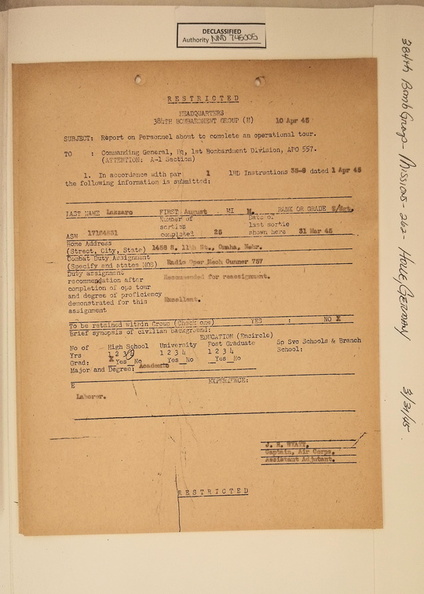 DECLASSIFIED
Authority NND 745005
RESTRICTED
HEADQUARTERS
384TH BOMBARDMENT GROUP (H) 10 Apr 45
SUBJECT: Report on Personnel about to complete an operational tour.
TO : Commanding General, Hq, 1st Bombardment Division, APO 557.
(ATTENTION: A-1 Section)
1. In accordance with par 1 1BD Instructions 35-9 dated 1 Apr 45
the following information is submitted:
LAST NAME Lazzaro FIRST August MI M. RANK OR GRADE S/Sgt.
Number of Date of
sorties last sortie
ASN completed 25 shown here 31 Mar 45
Home Address
(Street, City, State) 1458 S. 11th St., Omaha, Nebr.
Combat Duty Assignment
(Specify and state MOS) Radio Oper Mech Gunner 757
Duty assignment
recommendation after Recommended for reassignment.
completion of ops tour
and degree of proficiency
demonstrated for this Excellent.
assignment
YES : NO X
To be retained within Group (Check one)
Brief synopsis of civilian background:
EDUCATION (Encircle)
No of High School University Post Graduate Sp Sve Schools & Branch
Yrs 1 2 3 4 1 2 3 4 1 2 3 4 School:
Grad: X Yes No Yes No Yes No
Major and Degree: Academic
E EXPERIENCE:
Laborer.
Captain, Air Corps,
Assistant Adjutant.
RESTRICTED
384th Bomb Group - Mission - 302 - Halle, Germany 3/31/45